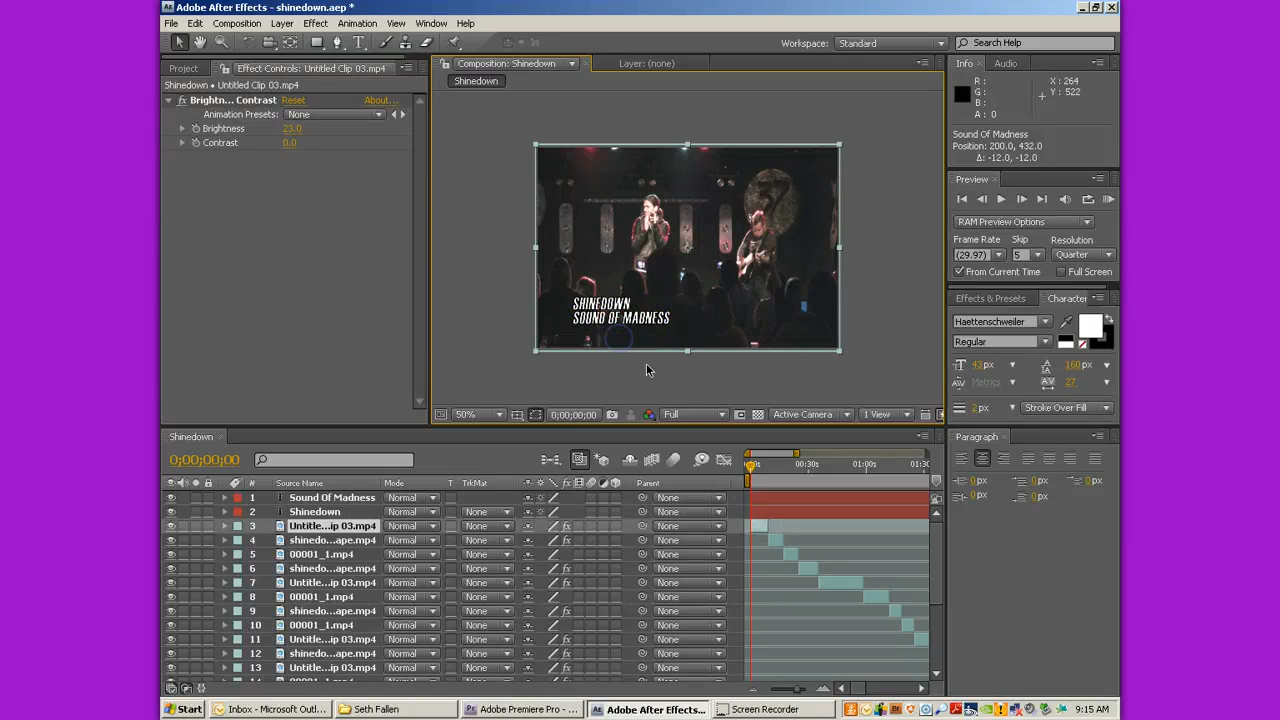 Adobe After Effects - shinedown.aep *
File Edit Composition Layer Effect Animation View Window Help
Workspace: Standard Search Help
Project Effect Controls: Untitled Clip 03.mp4
Shinedown • Untitled Clip 03.mp4
Brightn... Contrast Reset About...
Animation Presets: None
Brightness 23.0
Contrast 0.0
Composition: Shinedown Layer: (none)
Shinedown
SHINEDOWN
SOUND OF MADNESS
50% 0;00;00;00 Full Active Camera 1 View
Info Audio
R: X: 264
G: Y: 522
B:
A: 0
Sound Of Madness
Position: 200.0, 432.0
Δ: -12.0, -12.0
Preview
RAM Preview Options
Frame Rate Skip Resolution
(29.97) 5 Quarter
From Current Time Full Screen
Effects & Presets Character
Haettenschweiler
Regular
43 px 160 px
Metrics 27
2 px Stroke Over Fill
Paragraph
0 px 0 px 0 px
0 px 0 px
Shinedown
0;00;00;00
00:30s 01:00s 01:30
# Source Name Mode T TrkMat Parent
1 Sound Of Madness Normal None
2 Shinedown Normal None None
3 Untitle...ip 03.mp4 Normal None None
4 shinedo...ape.mp4 Normal None None
5 00001_1.mp4 Normal None None
6 shinedo...ape.mp4 Normal None None
7 Untitle...ip 03.mp4 Normal None None
8 00001_1.mp4 Normal None None
9 shinedo...ape.mp4 Normal None None
10 00001_1.mp4 Normal None None
11 Untitle...ip 03.mp4 Normal None None
12 shinedo...ape.mp4 Normal None None
13 Untitle...ip 03.mp4 Normal None None
Start Inbox - Microsoft Outl... Seth Fallen Adobe Premiere Pro - ... Adobe After Effects... Screen Recorder 9:15 AM